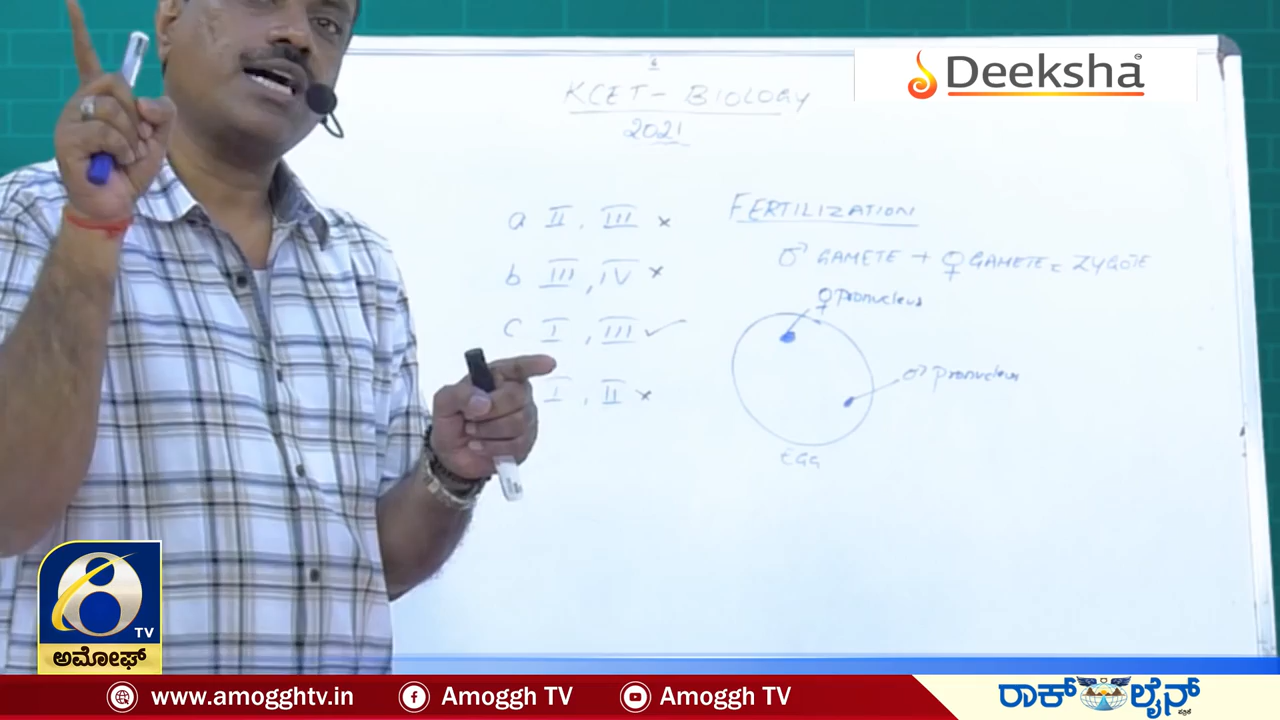 Deeksha
6
KCET - BIOLOGY
2021
a II, III ×
b III, IV ×
c I, III ✓
I, II ×
FERTILIZATION
♂ GAMETE + ♀ GAMETE = ZYGOTE
♀ Pronucleus
♂ Pronucleus
EGG
TV
ಅಮೋಘ್
www.amogghtv.in
Amoggh TV
Amoggh TV
ರಾಕ್ ಲೈನ್